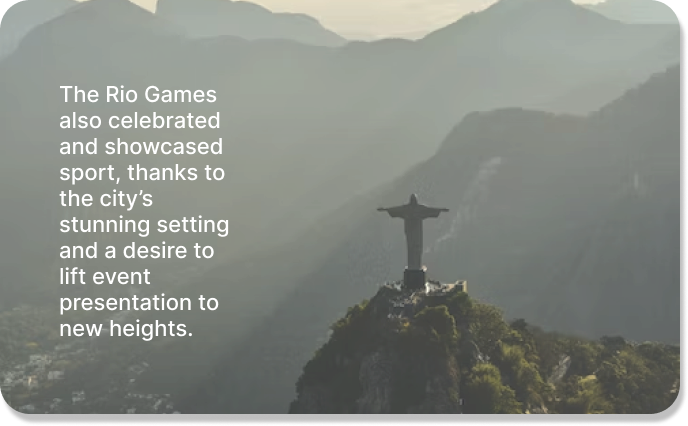 The Rio Games
also celebrated
and showcased
sport, thanks to
the city’s
stunning setting
and a desire to
lift event
presentation to
new heights.